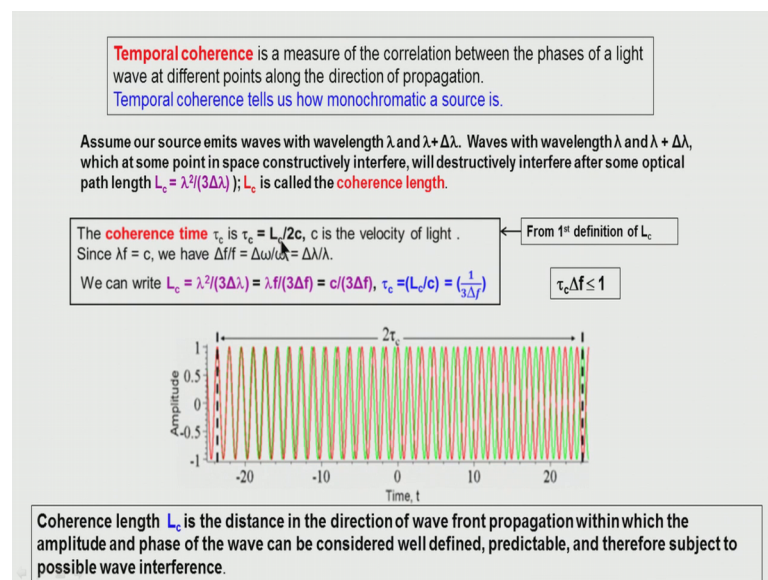 Temporal coherence is a measure of the correlation between the phases of a light
wave at different points along the direction of propagation.
Temporal coherence tells us how monochromatic a source is.
Assume our source emits waves with wavelength λ and λ+Δλ. Waves with wavelength λ and λ + Δλ,
which at some point in space constructively interfere, will destructively interfere after some optical
path length Lc = λ²/(3Δλ) ); Lc is called the coherence length.
The coherence time τc is τc = Lc/2c, c is the velocity of light .
Since λf = c, we have Δf/f = Δω/ω = Δλ/λ.
We can write Lc = λ²/(3Δλ) = λf/(3Δf) = c/(3Δf), τc =(Lc/c) = (1/3Δf)
From 1st definition of Lc
τcΔf ≤ 1
2τc
1
0.5
0
-0.5
-1
Amplitude
-20 -10 0 10 20
Time, t
Coherence length Lc is the distance in the direction of wave front propagation within which the
amplitude and phase of the wave can be considered well defined, predictable, and therefore subject to
possible wave interference.